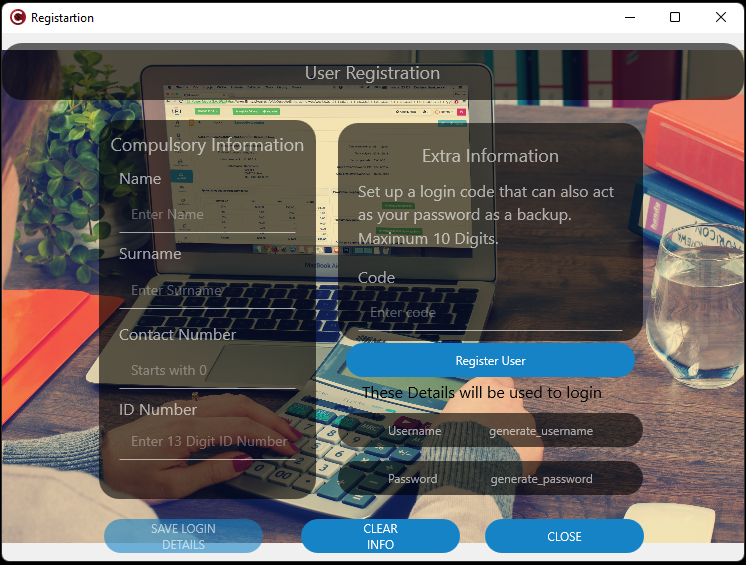 Registartion
User Registration
Compulsory Information
Name
Enter Name
Surname
Enter Surname
Contact Number
Starts with 0
ID Number
Enter 13 Digit ID Number
Extra Information
Set up a login code that can also act
as your password as a backup.
Maximum 10 Digits.
Code
Enter code
Register User
These Details will be used to login
Username generate_username
Password generate_password
SAVE LOGIN
DETAILS
CLEAR
INFO
CLOSE
MacBook Air